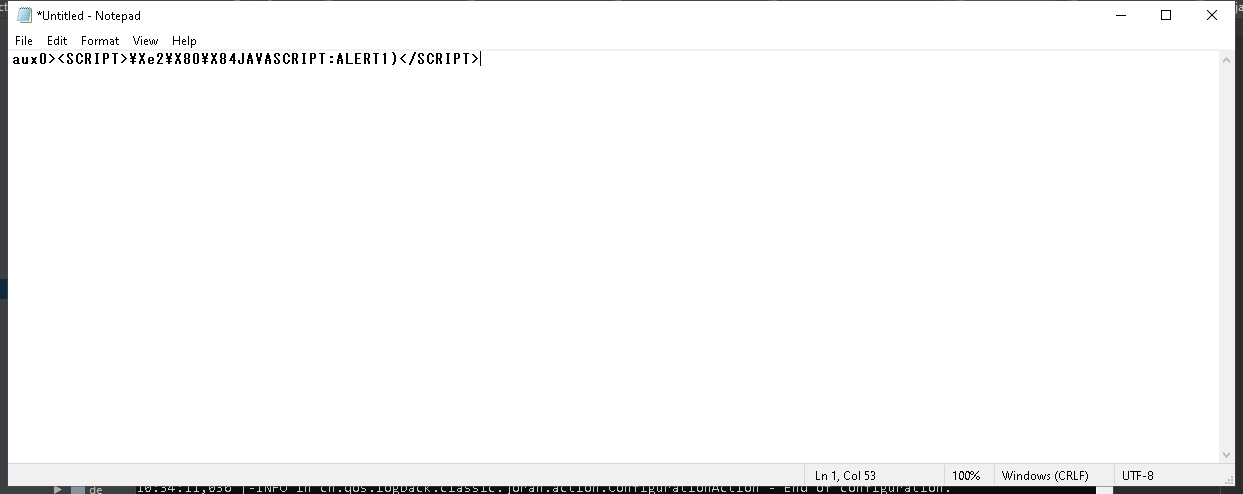 *Untitled - Notepad
File Edit Format View Help
aux0><SCRIPT>¥Xe2¥X80¥X84JAVASCRIPT:ALERT1)</SCRIPT>
Ln 1, Col 53 100% Windows (CRLF) UTF-8
de 10:54:11,056 |-INFO in ch.qos.logback.classic.joran.action.ConfigurationAction - End of configuration.